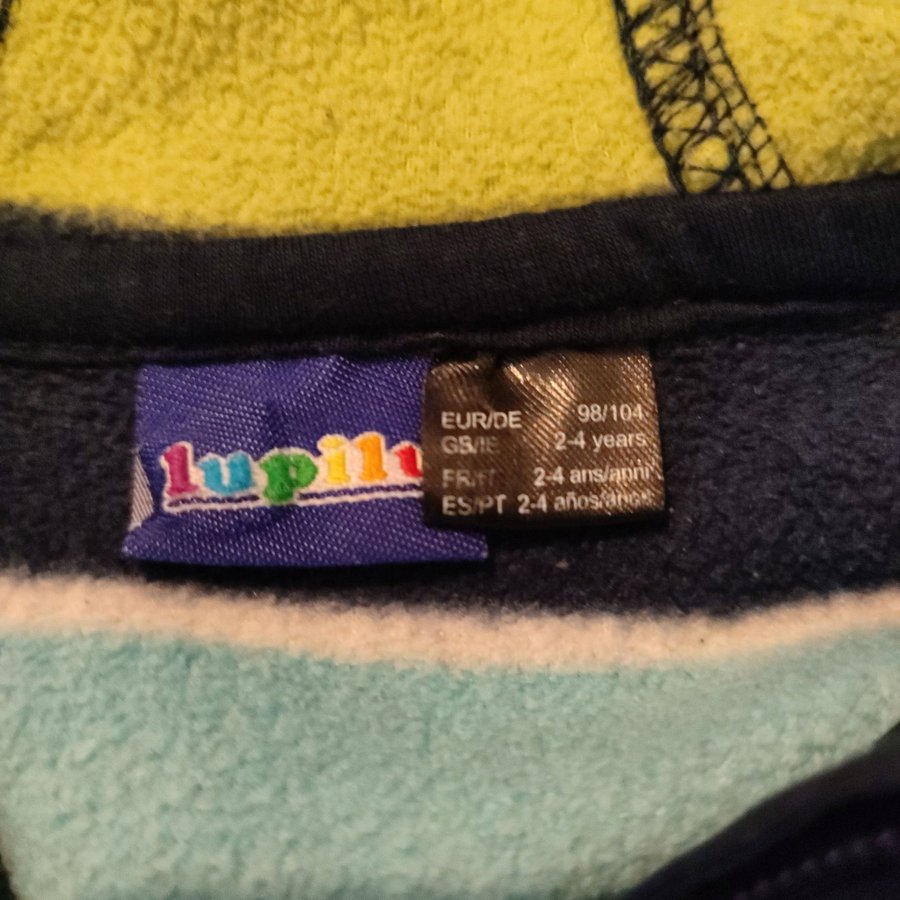 lupilu
EUR/DE 98/104
GB/IE 2-4 years
FR/IT 2-4 ans/anni
ES/PT 2-4 años/anos